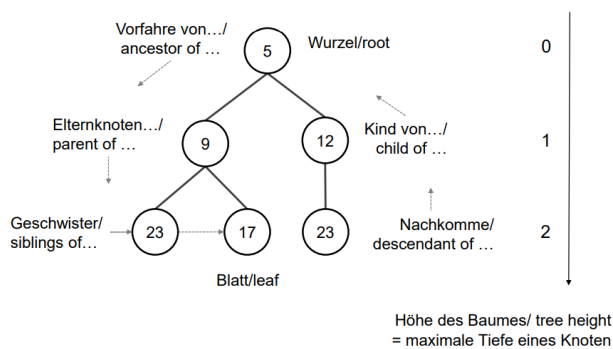 Vorfahre von…/
ancestor of …
5
Wurzel/root
0
Elternknoten…/
parent of …
9
12
Kind von…/
child of …
1
Geschwister/
siblings of…
23
17
23
Nachkomme/
descendant of …
2
Blatt/leaf
Höhe des Baumes/ tree height
= maximale Tiefe eines Knoten